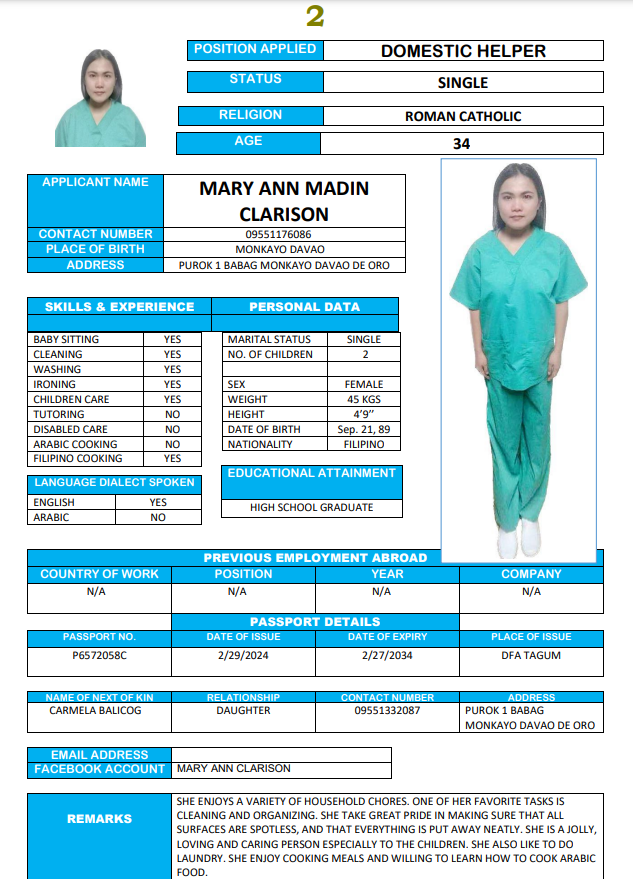 2
POSITION APPLIED DOMESTIC HELPER
STATUS SINGLE
RELIGION ROMAN CATHOLIC
AGE 34
APPLICANT NAME MARY ANN MADIN
CLARISON
CONTACT NUMBER 09551176086
PLACE OF BIRTH MONKAYO DAVAO
ADDRESS PUROK 1 BABAG MONKAYO DAVAO DE ORO
SKILLS & EXPERIENCE PERSONAL DATA
BABY SITTING YES
CLEANING YES
WASHING YES
IRONING YES
CHILDREN CARE YES
TUTORING NO
DISABLED CARE NO
ARABIC COOKING NO
FILIPINO COOKING YES
MARITAL STATUS SINGLE
NO. OF CHILDREN 2
SEX FEMALE
WEIGHT 45 KGS
HEIGHT 4'9’’
DATE OF BIRTH Sep. 21, 89
NATIONALITY FILIPINO
LANGUAGE DIALECT SPOKEN
ENGLISH YES
ARABIC NO
EDUCATIONAL ATTAINMENT
HIGH SCHOOL GRADUATE
PREVIOUS EMPLOYMENT ABROAD
COUNTRY OF WORK POSITION YEAR COMPANY
N/A N/A N/A N/A
PASSPORT DETAILS
PASSPORT NO. DATE OF ISSUE DATE OF EXPIRY PLACE OF ISSUE
P6572058C 2/29/2024 2/27/2034 DFA TAGUM
NAME OF NEXT OF KIN RELATIONSHIP CONTACT NUMBER ADDRESS
CARMELA BALICOG DAUGHTER 09551332087 PUROK 1 BABAG
MONKAYO DAVAO DE ORO
EMAIL ADDRESS
FACEBOOK ACCOUNT MARY ANN CLARISON
REMARKS
SHE ENJOYS A VARIETY OF HOUSEHOLD CHORES. ONE OF HER FAVORITE TASKS IS
CLEANING AND ORGANIZING. SHE TAKE GREAT PRIDE IN MAKING SURE THAT ALL
SURFACES ARE SPOTLESS, AND THAT EVERYTHING IS PUT AWAY NEATLY. SHE IS A JOLLY,
LOVING AND CARING PERSON ESPECIALLY TO THE CHILDREN. SHE ALSO LIKE TO DO
LAUNDRY. SHE ENJOY COOKING MEALS AND WILLING TO LEARN HOW TO COOK ARABIC
FOOD.